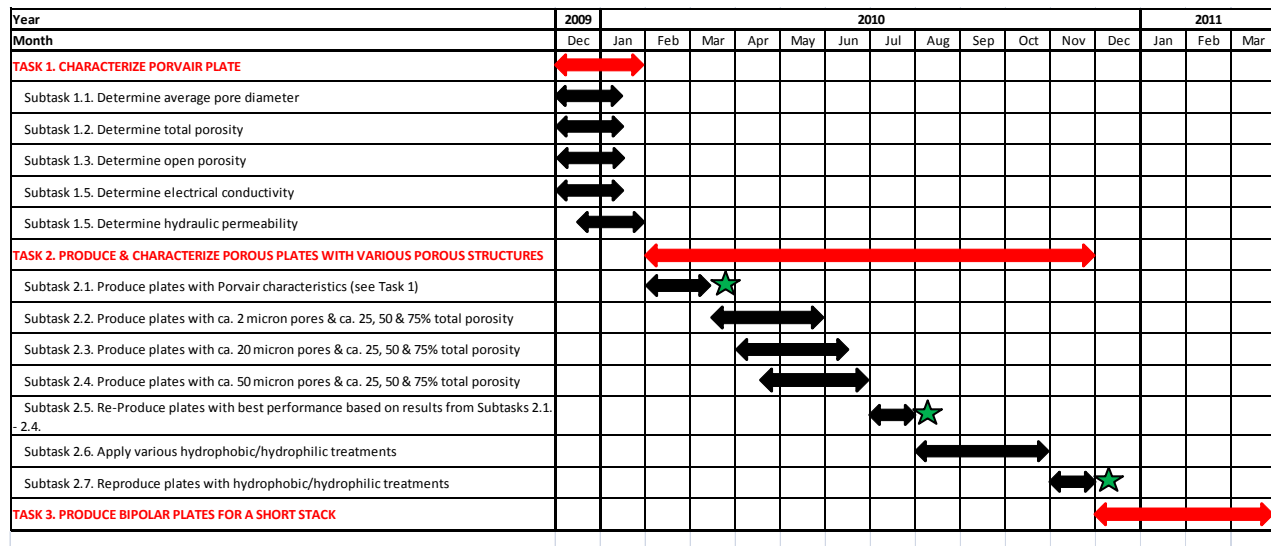 Year 2009 2010 2011
Month Dec Jan Feb Mar Apr May Jun Jul Aug Sep Oct Nov Dec Jan Feb Mar
TASK 1. CHARACTERIZE PORVAIR PLATE
Subtask 1.1. Determine average pore diameter
Subtask 1.2. Determine total porosity
Subtask 1.3. Determine open porosity
Subtask 1.5. Determine electrical conductivity
Subtask 1.5. Determine hydraulic permeability
TASK 2. PRODUCE & CHARACTERIZE POROUS PLATES WITH VARIOUS POROUS STRUCTURES
Subtask 2.1. Produce plates with Porvair characteristics (see Task 1)
Subtask 2.2. Produce plates with ca. 2 micron pores & ca. 25, 50 & 75% total porosity
Subtask 2.3. Produce plates with ca. 20 micron pores & ca. 25, 50 & 75% total porosity
Subtask 2.4. Produce plates with ca. 50 micron pores & ca. 25, 50 & 75% total porosity
Subtask 2.5. Re-Produce plates with best performance based on results from Subtasks 2.1.
- 2.4.
Subtask 2.6. Apply various hydrophobic/hydrophilic treatments
Subtask 2.7. Reproduce plates with hydrophobic/hydrophilic treatments
TASK 3. PRODUCE BIPOLAR PLATES FOR A SHORT STACK